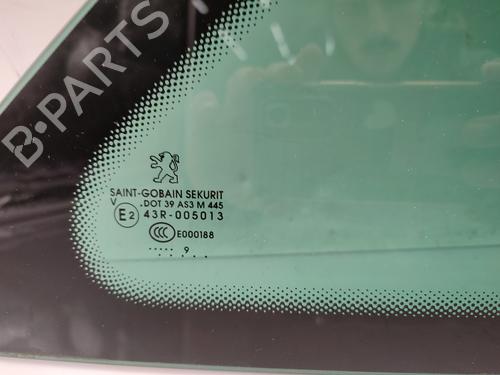 B-PARTS
SAINT-GOBAIN SEKURIT
V .DOT 39 AS3 M 445
E2 43R-005013
CCC E000188
..... 9 .